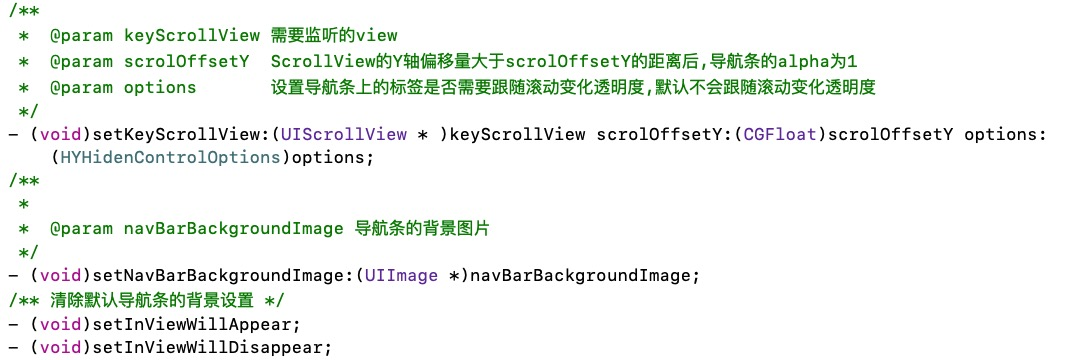 /**
 *  @param keyScrollView 需要监听的view
 *  @param scrolOffsetY  ScrollView的Y轴偏移量大于scrolOffsetY的距离后,导航条的alpha为1
 *  @param options       设置导航条上的标签是否需要跟随滚动变化透明度,默认不会跟随滚动变化透明度
 */
- (void)setKeyScrollView:(UIScrollView * )keyScrollView scrolOffsetY:(CGFloat)scrolOffsetY options:
    (HYHidenControlOptions)options;
/**
 *
 *  @param navBarBackgroundImage 导航条的背景图片
 */
- (void)setNavBarBackgroundImage:(UIImage *)navBarBackgroundImage;
/** 清除默认导航条的背景设置 */
- (void)setInViewWillAppear;
- (void)setInViewWillDisappear;